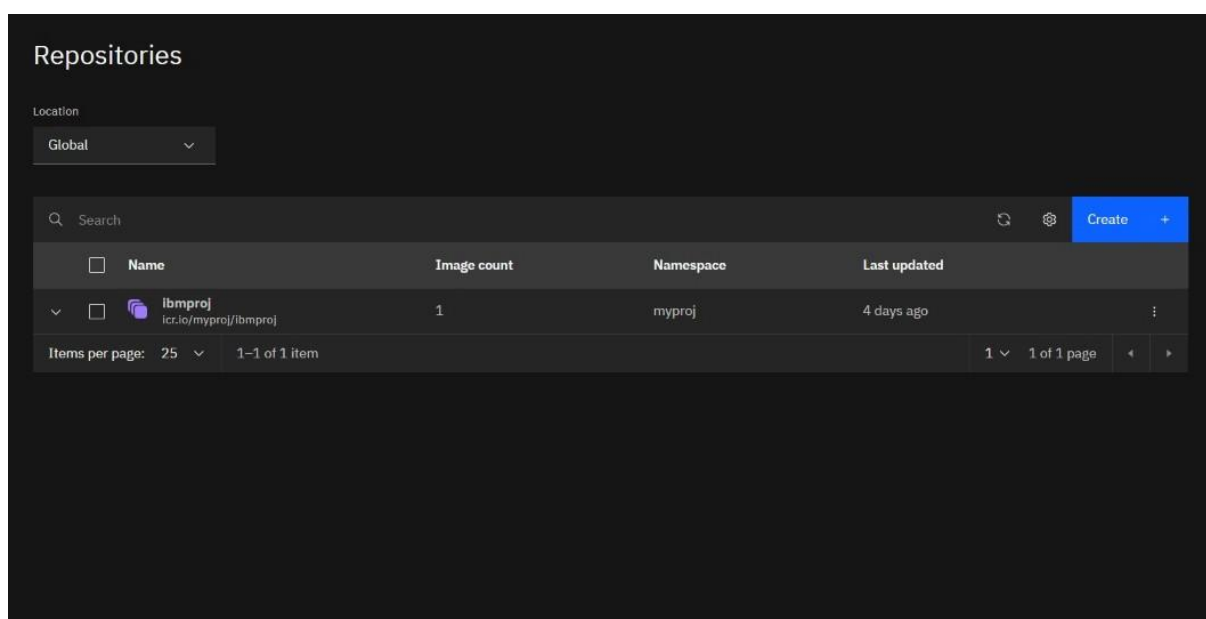 Repositories
Location
Global
Search
Create +
Name Image count Namespace Last updated
ibmproj 1 myproj 4 days ago
icr.io/myproj/ibmproj
Items per page: 25 1–1 of 1 item 1 1 of 1 page